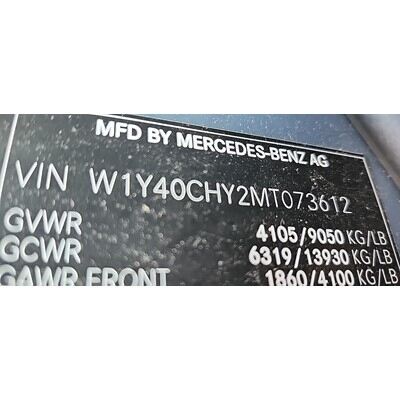 MFD BY MERCEDES-BENZ AG
VIN W1Y40CHY2MT073612
GVWR 4105/9050 KG/LB
GCWR 6319/13930 KG/LB
GAWR FRONT 1860/4100 KG/LB